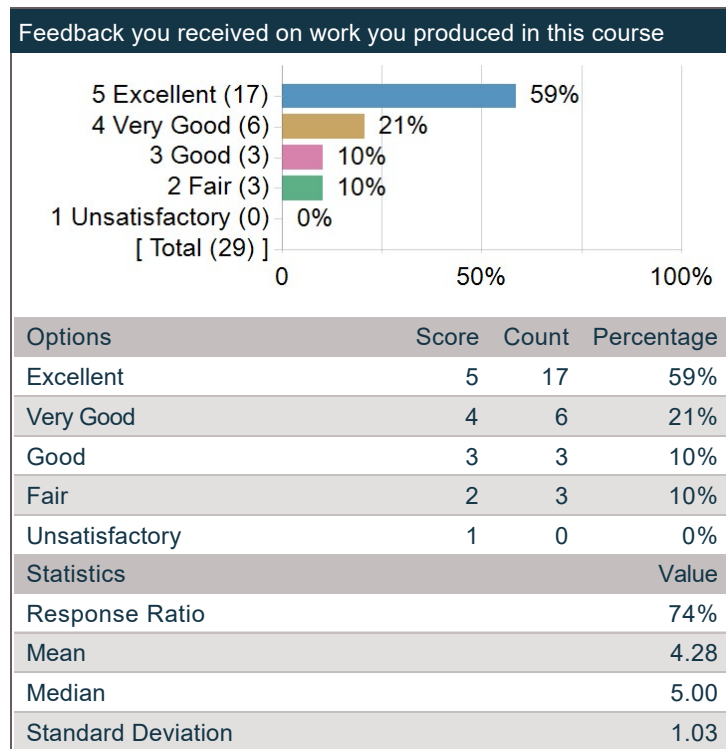 Feedback you received on work you produced in this course
5 Excellent (17) 59%
4 Very Good (6) 21%
3 Good (3) 10%
2 Fair (3) 10%
1 Unsatisfactory (0) 0%
[ Total (29) ]
0 50% 100%
Options Score Count Percentage
Excellent 5 17 59%
Very Good 4 6 21%
Good 3 3 10%
Fair 2 3 10%
Unsatisfactory 1 0 0%
Statistics Value
Response Ratio 74%
Mean 4.28
Median 5.00
Standard Deviation 1.03